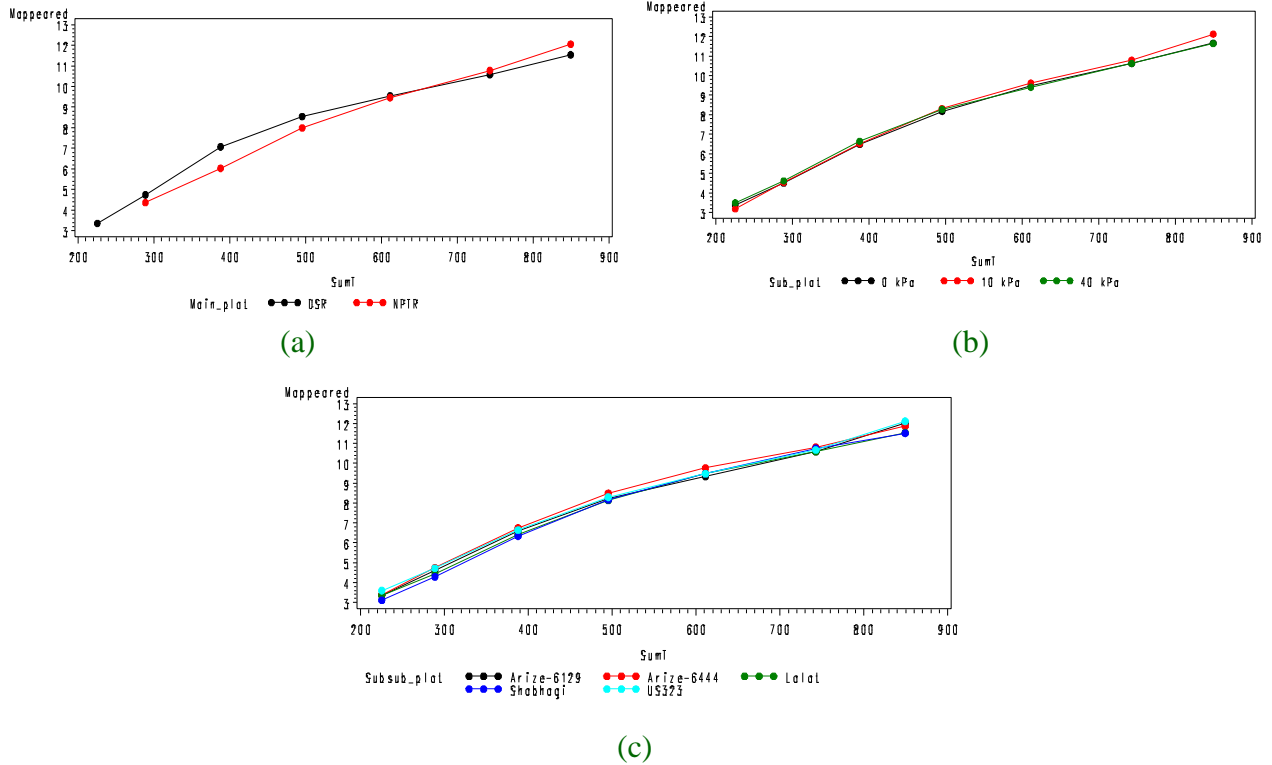 Mappeared
13
12
11
10
9
8
7
6
5
4
3
200 300 400 500 600 700 800 900
SumT
Main_plot DSR NPTR
(a)
Mappeared
13
12
11
10
9
8
7
6
5
4
3
200 300 400 500 600 700 800 900
SumT
Sub_plot 0 kPa 10 kPa 40 kPa
(b)
Mappeared
13
12
11
10
9
8
7
6
5
4
3
200 300 400 500 600 700 800 900
SumT
Subsub_plot Arize-6129 Arize-6444 Lalat
Shabhagi US323
(c)